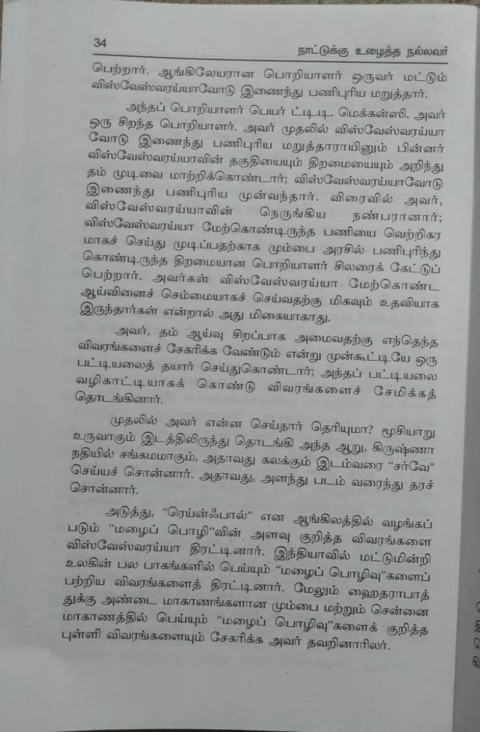 34
நாட்டுக்கு உழைத்த நல்லவர்
பெற்றார். ஆங்கிலேயரான பொறியாளர் ஒருவர் மட்டும்
விஸ்வேஸ்வரய்யாவோடு இணைந்து பணிபுரிய மறுத்தார்.
அந்தப் பொறியாளர் பெயர் ட்டி.டி. மெக்கன்ஸி. அவர்
ஒரு சிறந்த பொறியாளர். அவர் முதலில் விஸ்வேஸ்வரய்யா
வோடு இணைந்து பணிபுரிய மறுத்தாராயினும் பின்னர்
விஸ்வேஸ்வரய்யாவின் தகுதியையும் திறமையையும் அறிந்து
தம் முடிவை மாற்றிக்கொண்டார்; விஸ்வேஸ்வரய்யாவோடு
இணைந்து பணிபுரிய முன்வந்தார். விரைவில் அவர்,
விஸ்வேஸ்வரய்யாவின் நெருங்கிய நண்பரானார்;
விஸ்வேஸ்வரய்யா மேற்கொண்டிருந்த பணியை வெற்றிகர
மாகச் செய்து முடிப்பதற்காக மும்பை அரசில் பணிபுரிந்து
கொண்டிருந்த திறமையான பொறியாளர் சிலரைக் கேட்டுப்
பெற்றார். அவர்கள் விஸ்வேஸ்வரய்யா மேற்கொண்ட
ஆய்வினைச் செம்மையாகச் செய்வதற்கு மிகவும் உதவியாக
இருந்தார்கள் என்றால் அது மிகையாகாது.
அவர், தம் ஆய்வு சிறப்பாக அமைவதற்கு எந்தெந்த
விவரங்களைச் சேகரிக்க வேண்டும் என்று முன்கூட்டியே ஒரு
பட்டியலைத் தயார் செய்துகொண்டார்; அந்தப் பட்டியலை
வழிகாட்டியாகக் கொண்டு விவரங்களைச் சேமிக்கத்
தொடங்கினார்.
முதலில் அவர் என்ன செய்தார் தெரியுமா? மூசியாறு
உருவாகும் இடத்திலிருந்து தொடங்கி அந்த ஆறு, கிருஷ்ணா
நதியில் சங்கமமாகும், அதாவது கலக்கும் இடம்வரை “சர்வே”
செய்யச் சொன்னார். அதாவது, அளந்து படம் வரைந்து தரச்
சொன்னார்.
அடுத்து, “ரெய்ன்ஃபால்” என ஆங்கிலத்தில் வழங்கப்
படும் “மழைப் பொழி”வின் அளவு குறித்த விவரங்களை
விஸ்வேஸ்வரய்யா திரட்டினார். இந்தியாவில் மட்டுமின்றி
உலகின் பல பாகங்களில் பெய்யும் “மழைப் பொழிவு”களைப்
பற்றிய விவரங்களைத் திரட்டினார். மேலும் ஹைதராபாத்
துக்கு அண்டை மாகாணங்களான மும்பை மற்றும் சென்னை
மாகாணத்தில் பெய்யும் “மழைப் பொழிவு”களைக் குறித்த
புள்ளி விவரங்களையும் சேகரிக்க அவர் தவறினாரிலர்.